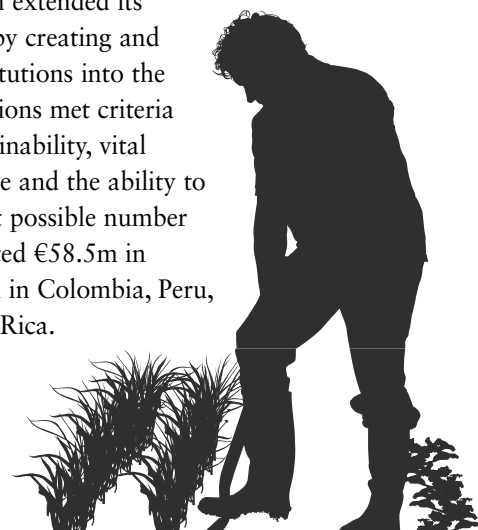 extended its
by creating and
tutions into the
ions met criteria
inability, vital
e and the ability to
possible number
ed €58.5m in
in Colombia, Peru,
Rica.